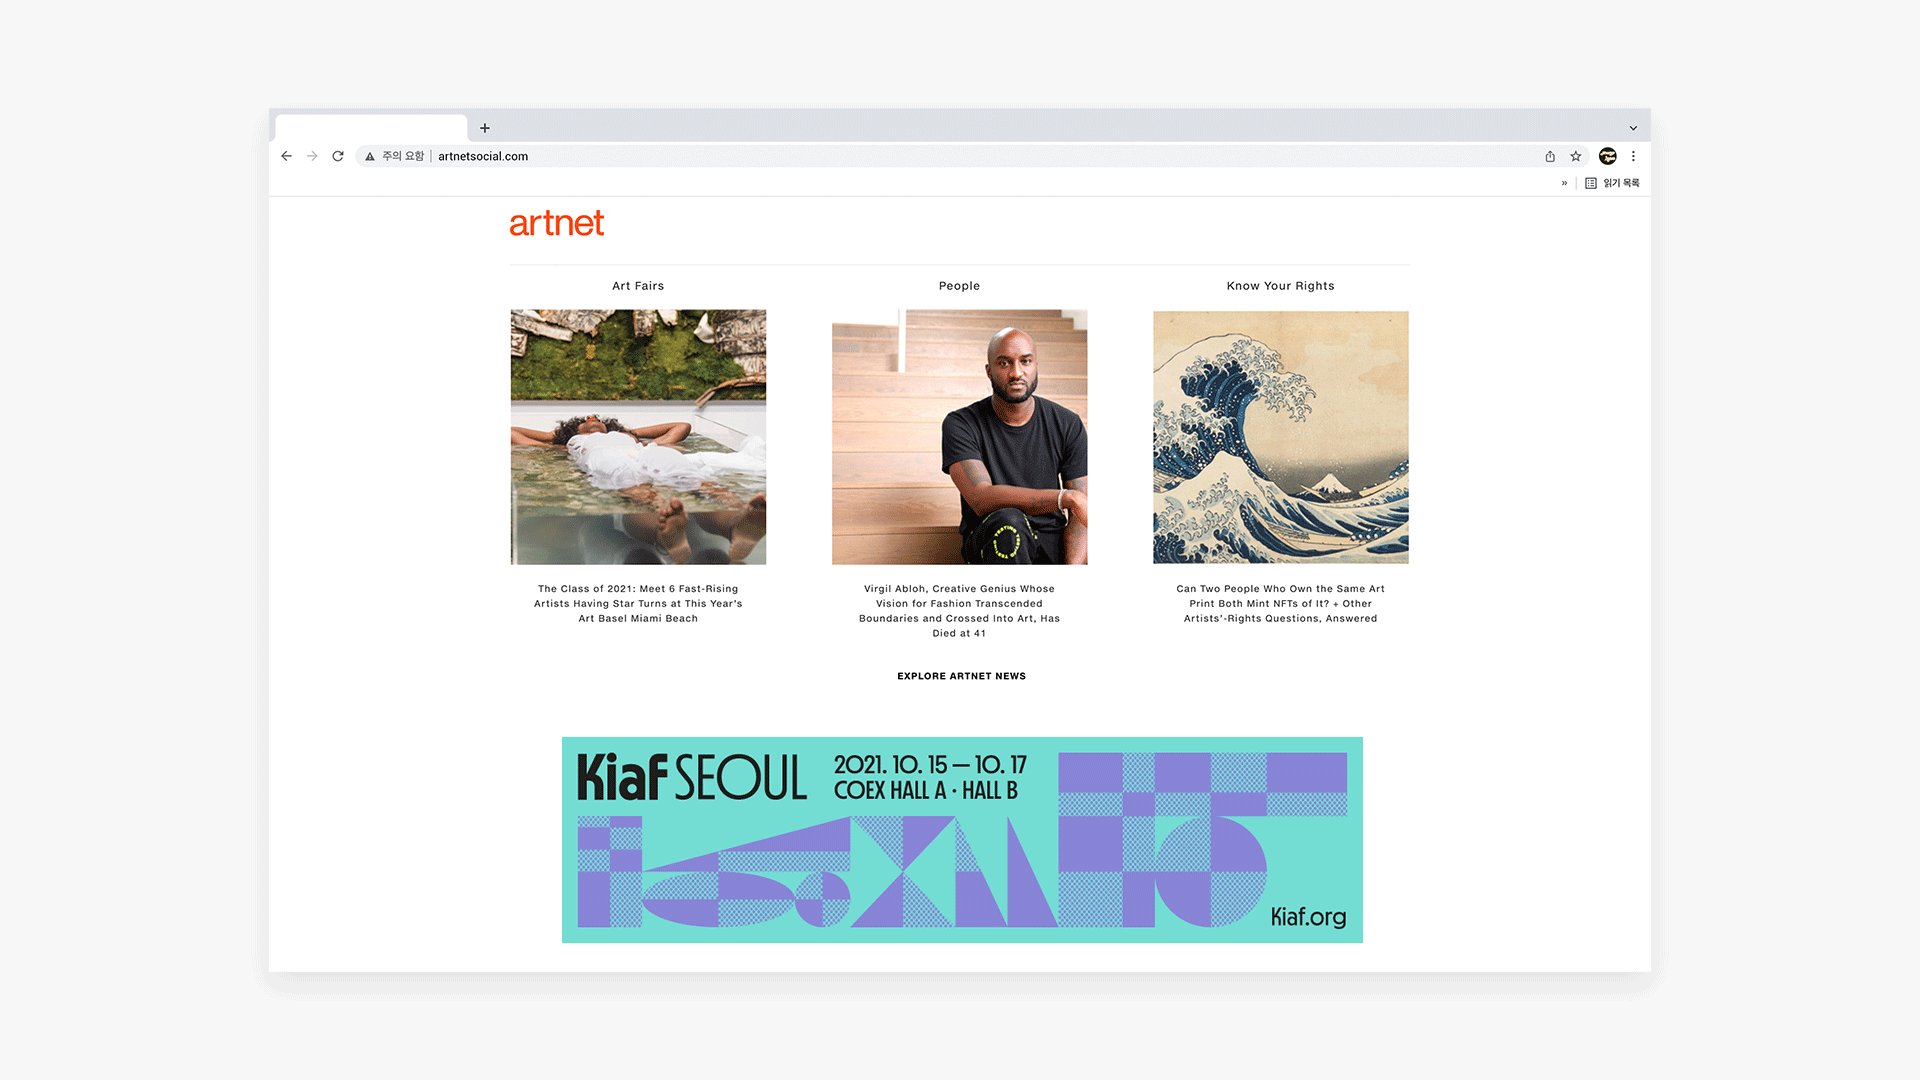 주의 요함
artnetsocial.com
읽기 목록
artnet
Art Fairs
People
Know Your Rights
The Class of 2021: Meet 6 Fast-Rising
Artists Having Star Turns at This Year's
Art Basel Miami Beach
Virgil Abloh, Creative Genius Whose
Vision for Fashion Transcended
Boundaries and Crossed Into Art, Has
Died at 41
Can Two People Who Own the Same Art
Print Both Mint NFTs of It? + Other
Artists'-Rights Questions, Answered
EXPLORE ARTNET NEWS
Kiaf SEOUL
2021. 10. 15 — 10. 17
COEX HALL A · HALL B
Kiaf.org